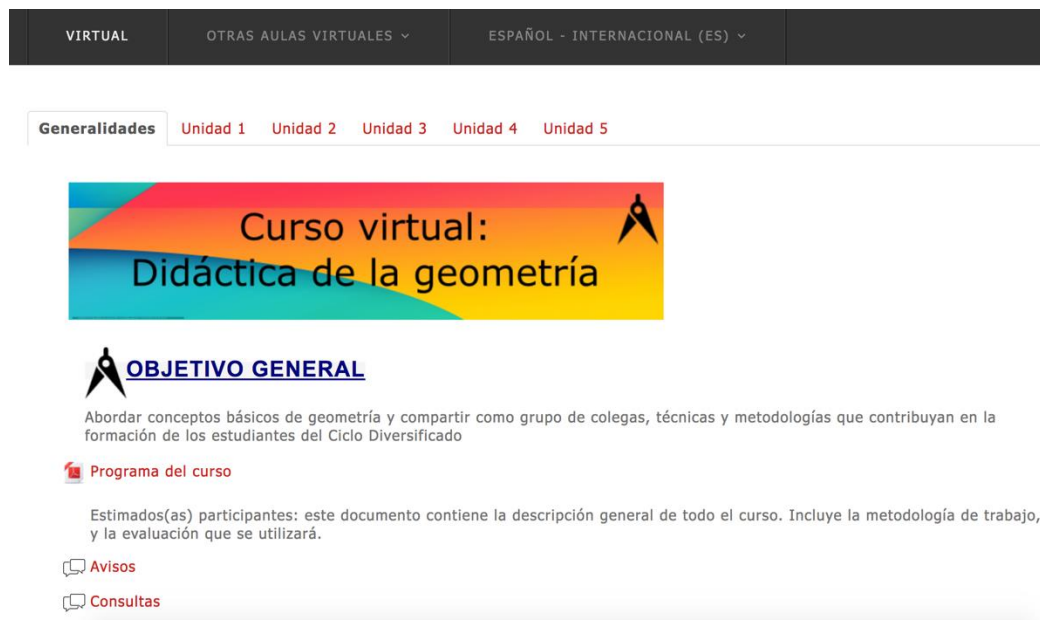 VIRTUAL OTRAS AULAS VIRTUALES ESPAÑOL - INTERNACIONAL (ES)
Generalidades Unidad 1 Unidad 2 Unidad 3 Unidad 4 Unidad 5
Curso virtual:
Didáctica de la geometría
OBJETIVO GENERAL
Abordar conceptos básicos de geometría y compartir como grupo de colegas, técnicas y metodologías que contribuyan en la
formación de los estudiantes del Ciclo Diversificado
Programa del curso
Estimados(as) participantes: este documento contiene la descripción general de todo el curso. Incluye la metodología de trabajo,
y la evaluación que se utilizará.
Avisos
Consultas